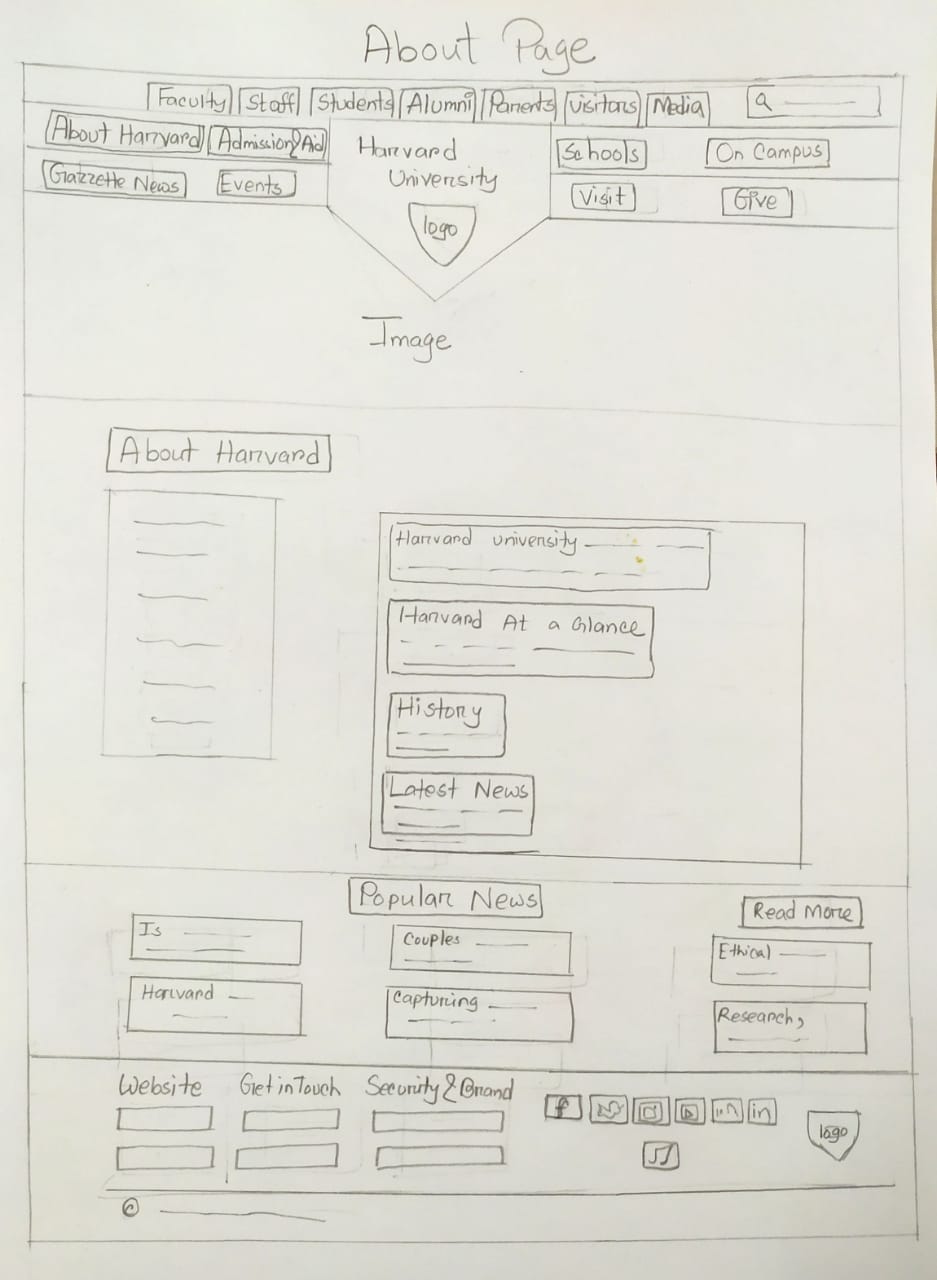 About Page
Faculty Staff Students Alumni Parents Visitors Media
About Harvard Admission & Aid
Harvard University
logo
Schools On Campus
Gazzette News Events
Visit Give
Image
About Harvard
Harvard University
Harvard At a Glance
History
Latest News
Popular News
Read More
Is
Couples
Ethical
Harvard
Capturing
Research,
Website Get in Touch Security & Brand
f
in
logo
©